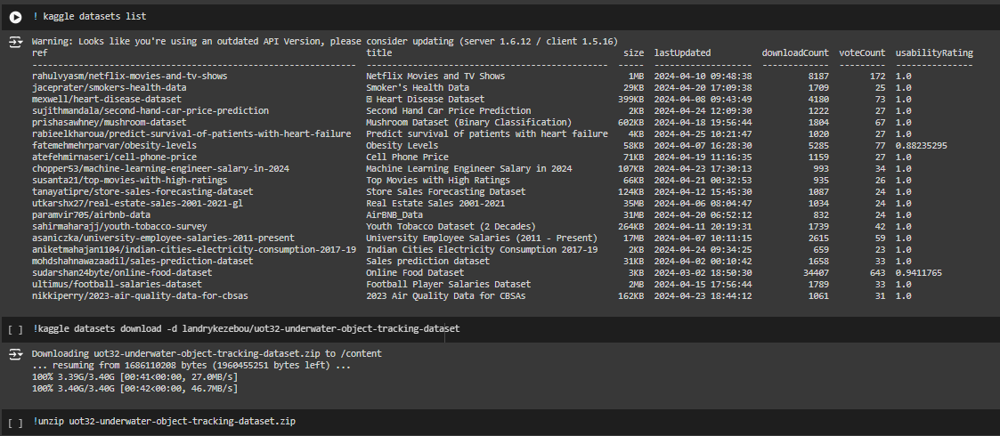 ! kaggle datasets list
Warning: Looks like you're using an outdated API Version, please consider updating (server 1.6.12 / client 1.5.16)
ref title size lastUpdated downloadCount voteCount usabilityRating
------------------------------------------------------- ----------------------------------------- ----- ------------------- ------------- --------- ---------------
rahulvyasm/netflix-movies-and-tv-shows Netflix Movies and TV Shows 1MB 2024-04-10 09:48:38 8187 172 1.0
jaceprater/smokers-health-data Smoker's Health Data 29KB 2024-04-20 17:09:38 1709 25 1.0
mexwell/heart-disease-dataset Heart Disease Dataset 399KB 2024-04-08 09:43:49 4180 73 1.0
sujithmandala/second-hand-car-price-prediction Second Hand Car Price Prediction 2KB 2024-04-24 12:09:30 1222 27 1.0
prishasawhney/mushroom-dataset Mushroom Dataset (Binary Classification) 602KB 2024-04-18 19:56:44 1804 67 1.0
rabieelkharoua/predict-survival-of-patients-with-heart-failure Predict survival of patients with heart failure 4KB 2024-04-25 10:21:47 1020 27 1.0
fatemehmehrparvar/obesity-levels Obesity Levels 58KB 2024-04-07 16:28:30 5285 77 0.88235295
atefehmirnaseri/cell-phone-price Cell Phone Price 71KB 2024-04-19 11:16:35 1159 27 1.0
chopper53/machine-learning-engineer-salary-in-2024 Machine Learning Engineer Salary in 2024 107KB 2024-04-23 17:30:13 993 34 1.0
susanta21/top-movies-with-high-ratings Top Movies with High Ratings 66KB 2024-04-21 00:32:53 935 26 1.0
tanayatipre/store-sales-forecasting-dataset Store Sales Forecasting Dataset 124KB 2024-04-12 15:45:30 1087 24 1.0
utkarshx27/real-estate-sales-2001-2021-gl Real Estate Sales 2001-2021 35MB 2024-04-06 08:04:47 1034 24 1.0
paramvir705/airbnb-data AirBNB_Data 31MB 2024-04-20 06:52:12 832 24 1.0
sahirmaharajj/youth-tobacco-survey Youth Tobacco Dataset (2 Decades) 264KB 2024-04-11 20:19:31 1739 42 1.0
asaniczka/university-employee-salaries-2011-present University Employee Salaries (2011 - Present) 17MB 2024-04-07 10:11:15 2615 59 1.0
aniketmahajan1104/indian-cities-electricity-consumption-2017-19 Indian Cities Electricity Consumption 2017-19 2KB 2024-04-24 09:34:25 659 23 1.0
mohdshahnawazaadil/sales-prediction-dataset Sales prediction dataset 31KB 2024-04-02 00:10:42 1658 33 1.0
sudarshan24byte/online-food-dataset Online Food Dataset 3KB 2024-03-02 18:50:30 34407 643 0.9411765
ultimus/football-salaries-dataset Football Player Salaries Dataset 2MB 2024-04-15 17:56:44 1789 33 1.0
nikkiperry/2023-air-quality-data-for-cbsas 2023 Air Quality Data for CBSAs 162KB 2024-04-23 18:44:12 1061 31 1.0
[ ] !kaggle datasets download -d landrykezebou/uot32-underwater-object-tracking-dataset
Downloading uot32-underwater-object-tracking-dataset.zip to /content
... resuming from 1686110208 bytes (1960455251 bytes left) ...
100% 3.39G/3.40G [00:41<00:00, 27.0MB/s]
100% 3.40G/3.40G [00:42<00:00, 46.7MB/s]
[ ] !unzip uot32-underwater-object-tracking-dataset.zip